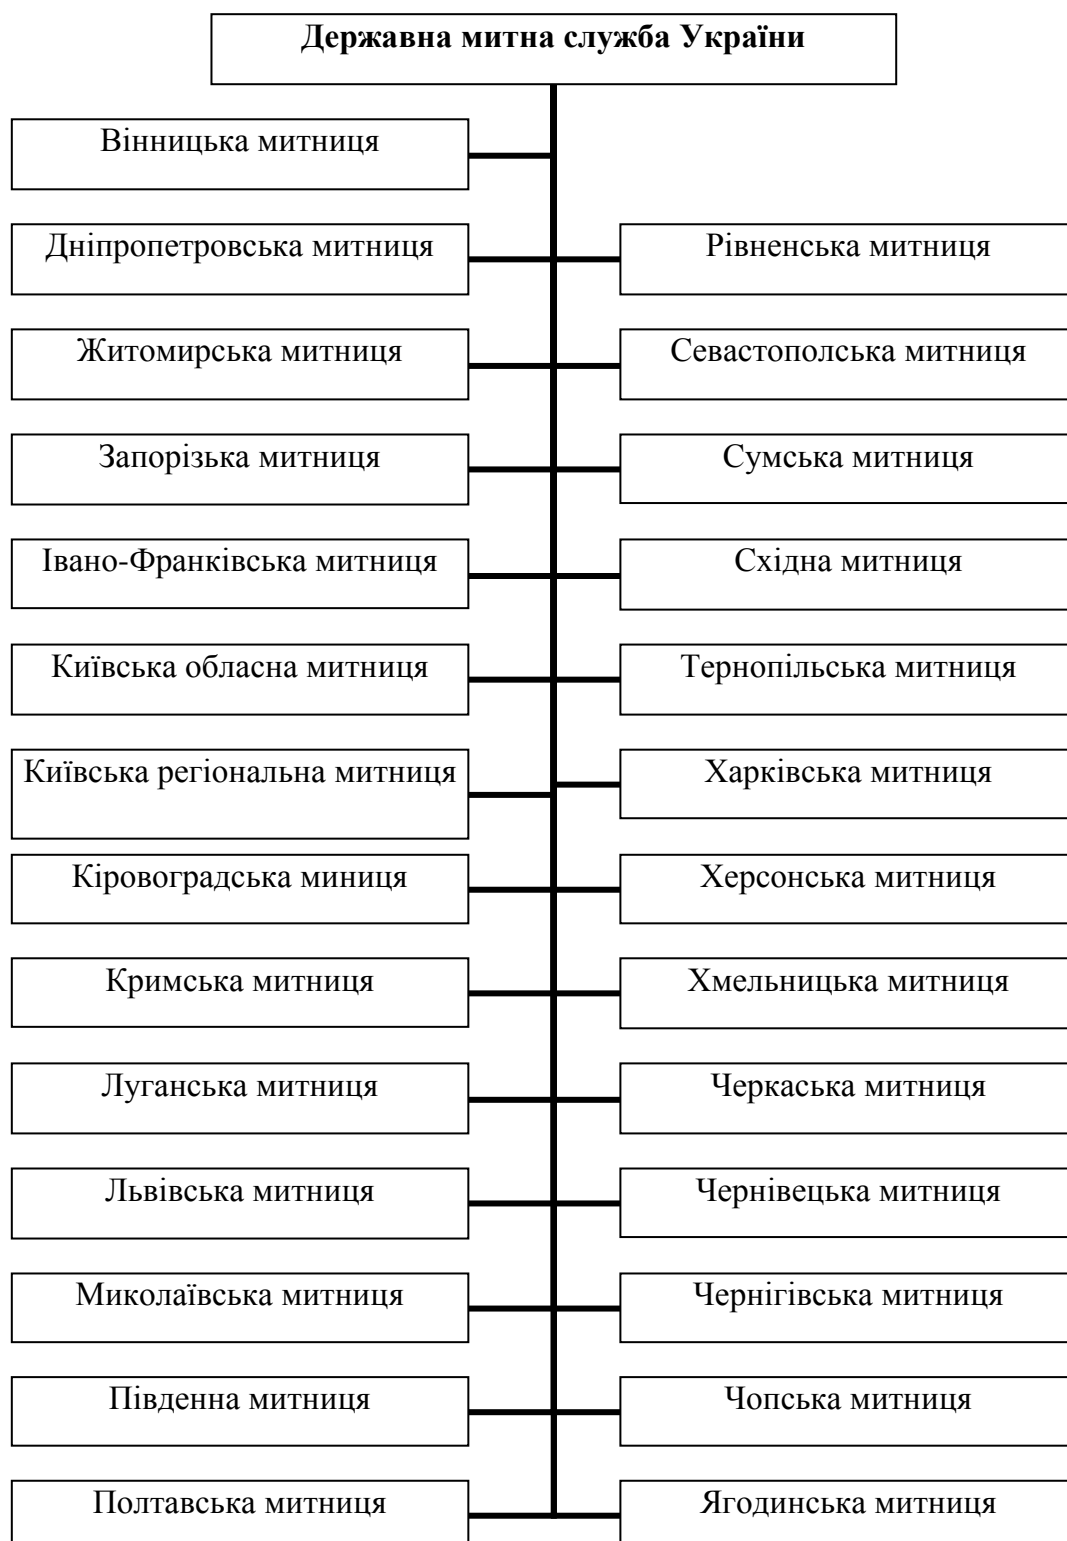 Державна митна служба України
Вінницька митниця
Дніпропетровська митниця
Рівненська митниця
Житомирська митниця
Севастополська митниця
Запорізька митниця
Сумська митниця
Івано-Франківська митниця
Східна митниця
Київська обласна митниця
Тернопільська митниця
Київська регіональна митниця
Харківська митниця
Кіровоградська миниця
Херсонська митниця
Кримська митниця
Хмельницька митниця
Луганська митниця
Черкаська митниця
Львівська митниця
Чернівецька митниця
Миколаївська митниця
Чернігівська митниця
Південна митниця
Чопська митниця
Полтавська митниця
Ягодинська митниця